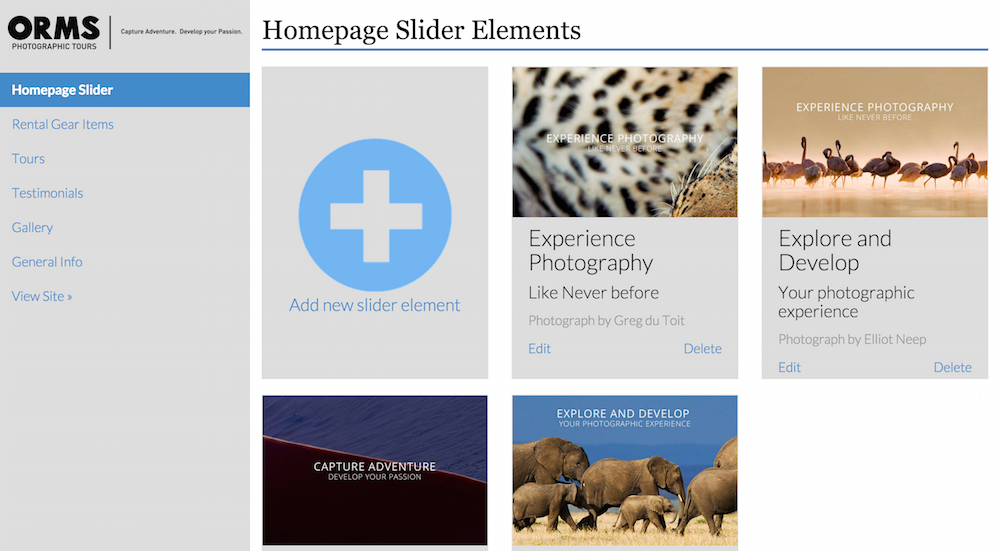 ORMS
PHOTOGRAPHIC TOURS
Capture Adventure. Develop your Passion.
Homepage Slider
Rental Gear Items
Tours
Testimonials
Gallery
General Info
View Site »
Homepage Slider Elements
Add new slider element
EXPERIENCE PHOTOGRAPHY
LIKE NEVER BEFORE
Experience
Photography
Like Never before
Photograph by Greg du Toit
Edit
Delete
EXPERIENCE PHOTOGRAPHY
LIKE NEVER BEFORE
Explore and
Develop
Your photographic
experience
Photograph by Elliot Neep
Edit
Delete
CAPTURE ADVENTURE
DEVELOP YOUR PASSION
EXPLORE AND DEVELOP
YOUR PHOTOGRAPHIC EXPERIENCE